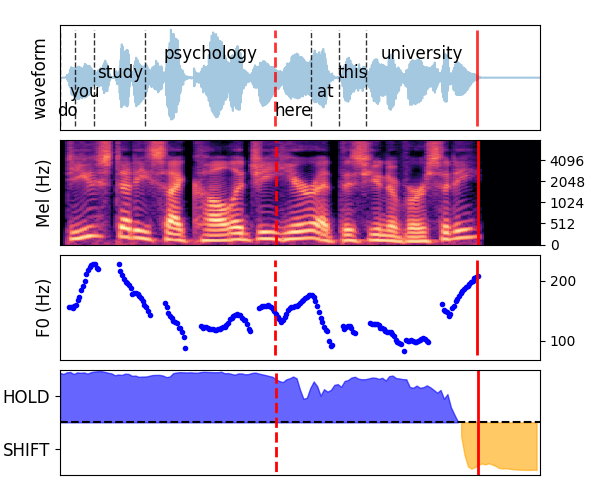 waveform
psychology university
study this
you at
do here
Mel (Hz)
4096
2048
1024
512
0
F0 (Hz)
200
100
HOLD
SHIFT